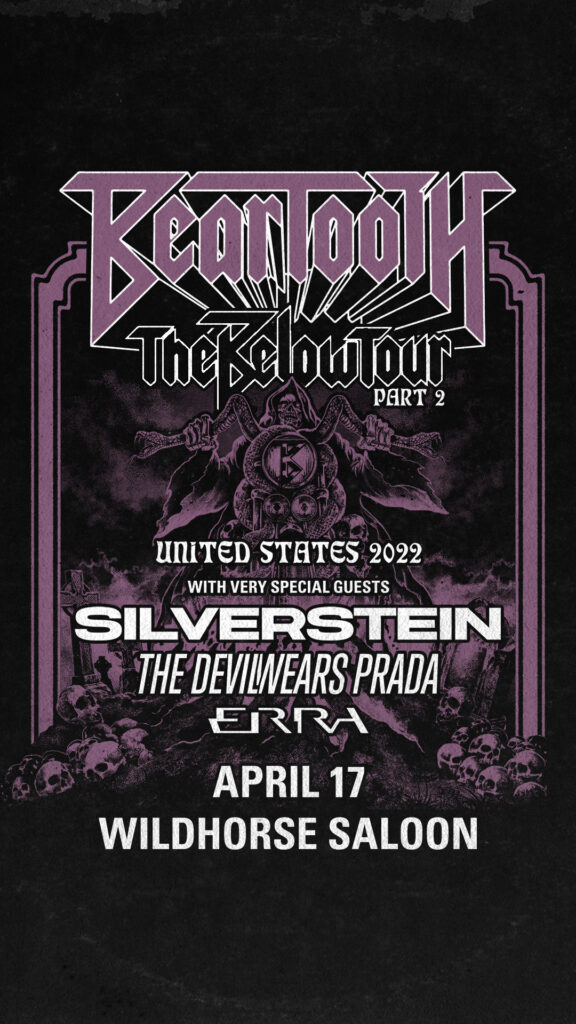 BEARTOOTH
THE BELOW TOUR
PART 2
UNITED STATES 2022
WITH VERY SPECIAL GUESTS
SILVERSTEIN
THE DEVIL WEARS PRADA
ERRA
APRIL 17
WILDHORSE SALOON